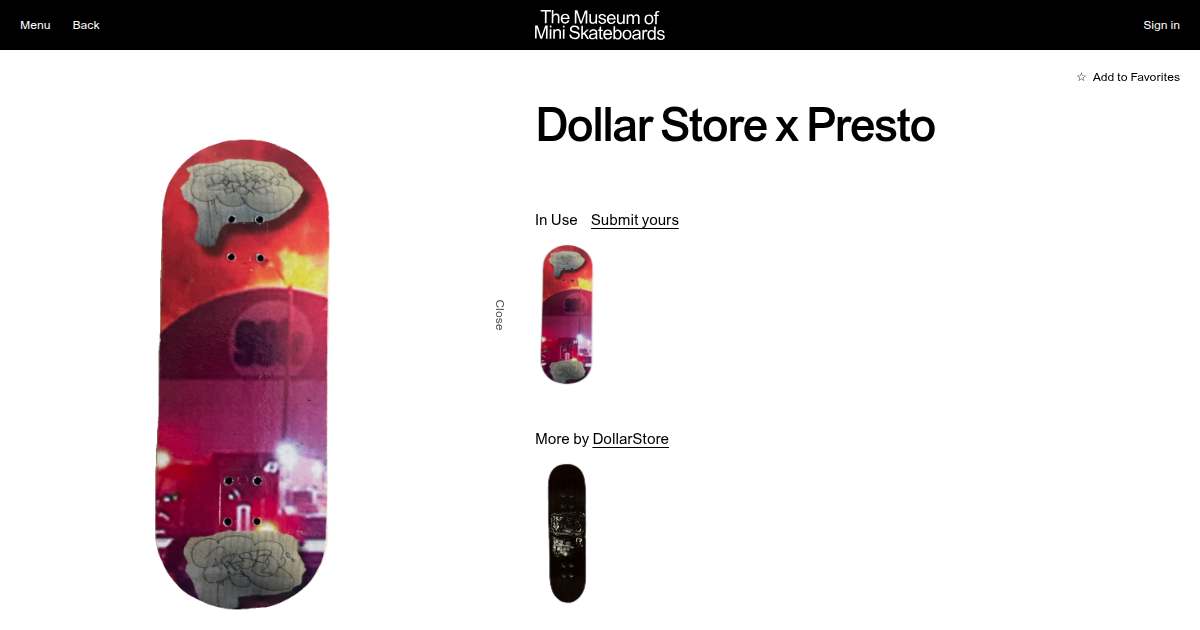 Menu
Back
The Museum of
Mini Skateboards
Sign in
☆ Add to Favorites
Dollar Store x Presto
In Use
Submit yours
Close
More by DollarStore